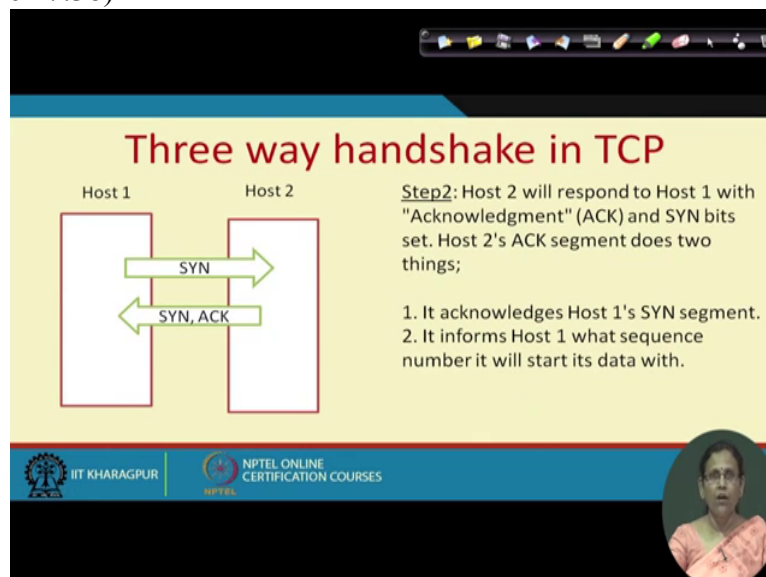 Three way handshake in TCP
Host 1
Host 2
SYN
SYN, ACK
Step2: Host 2 will respond to Host 1 with
"Acknowledgment" (ACK) and SYN bits
set. Host 2's ACK segment does two
things;
1. It acknowledges Host 1's SYN segment.
2. It informs Host 1 what sequence
number it will start its data with.
IIT KHARAGPUR
NPTEL ONLINE
CERTIFICATION COURSES
NPTEL